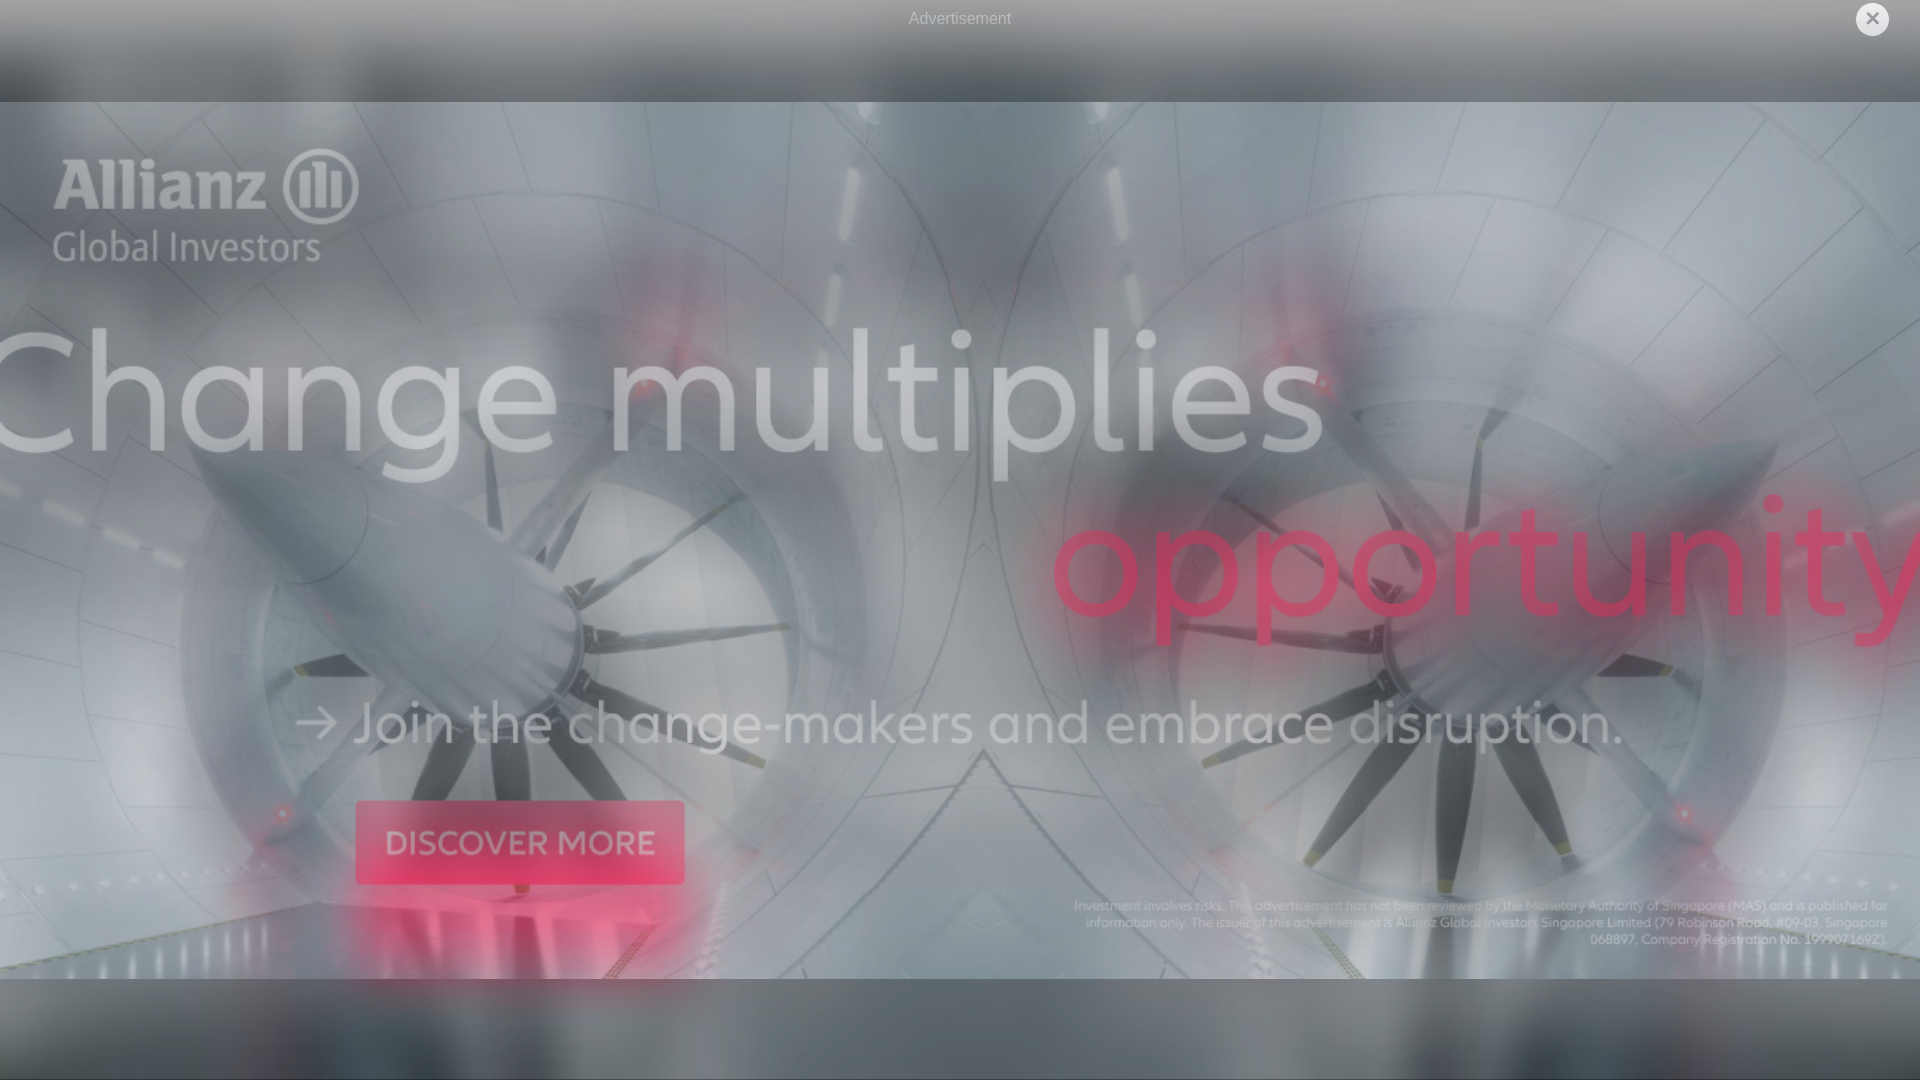 Advertisement
Allianz
Global Investors
Change multiplies
opportunity
→ Join the change-makers and embrace disruption.
DISCOVER MORE
Investment involves risks. This advertisement has not been reviewed by the Monetary Authority of Singapore (MAS) and is published for
information only. The issuer of this advertisement is Allianz Global Investors Singapore Limited (79 Robinson Road, #09-03, Singapore
068897, Company Registration No. 199907169Z).